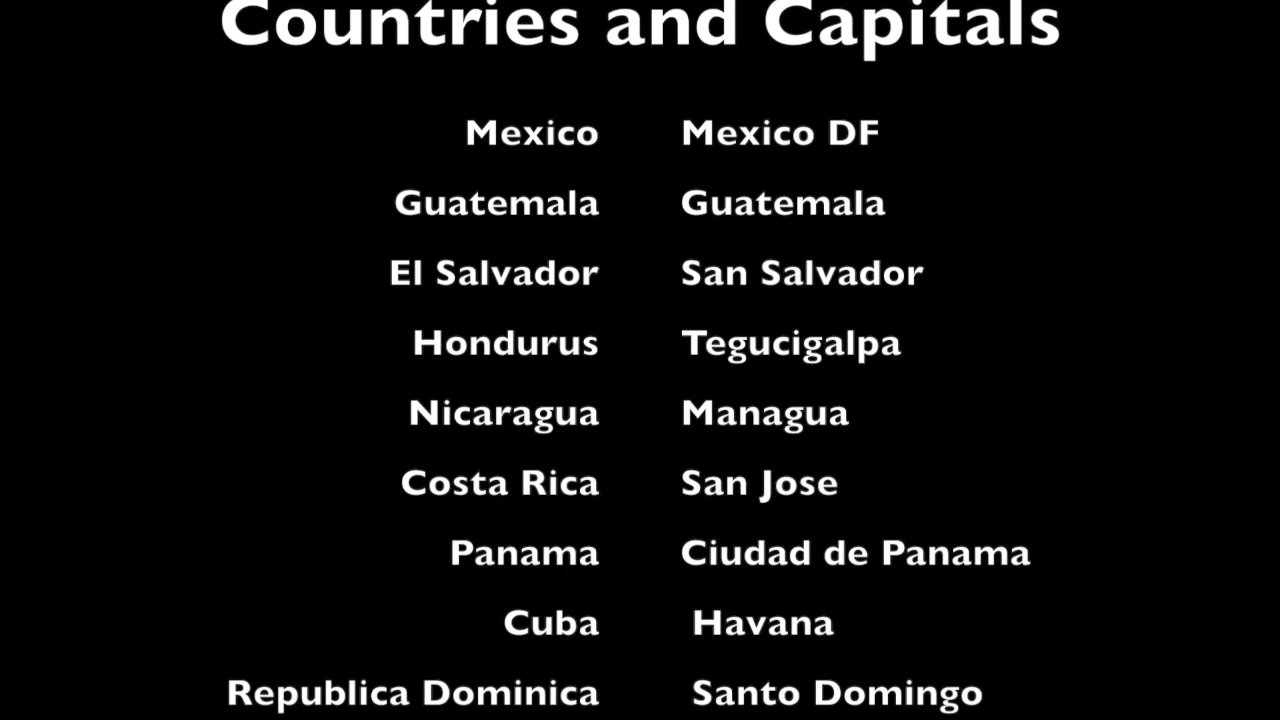 Countries and Capitals
Mexico Mexico DF
Guatemala Guatemala
El Salvador San Salvador
Hondurus Tegucigalpa
Nicaragua Managua
Costa Rica San Jose
Panama Ciudad de Panama
Cuba Havana
Republica Dominica Santo Domingo